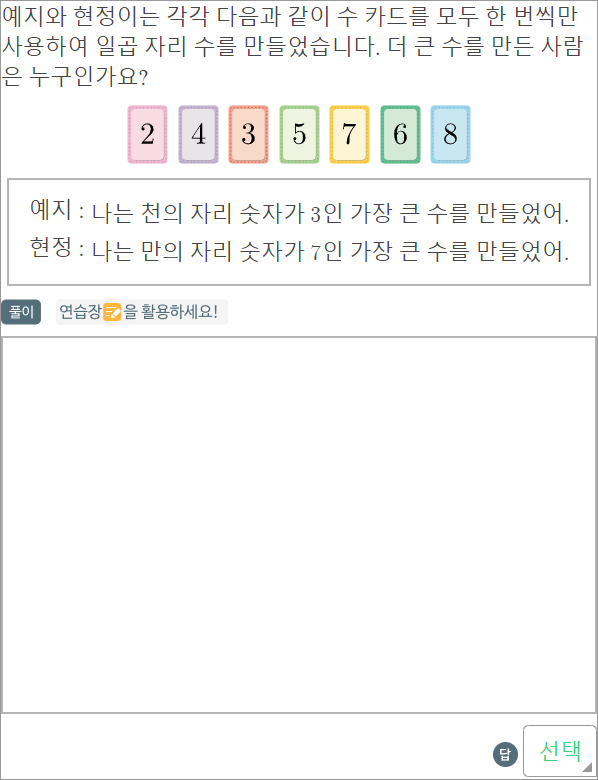 예지와 현정이는 각각 다음과 같이 수 카드를 모두 한 번씩만
사용하여 일곱 자리 수를 만들었습니다. 더 큰 수를 만든 사람
은 누구인가요?
2 4 3 5 7 6 8
예지 : 나는 천의 자리 숫자가 3인 가장 큰 수를 만들었어.
현정 : 나는 만의 자리 숫자가 7인 가장 큰 수를 만들었어.
풀이 연습장을 활용하세요!
답 선택